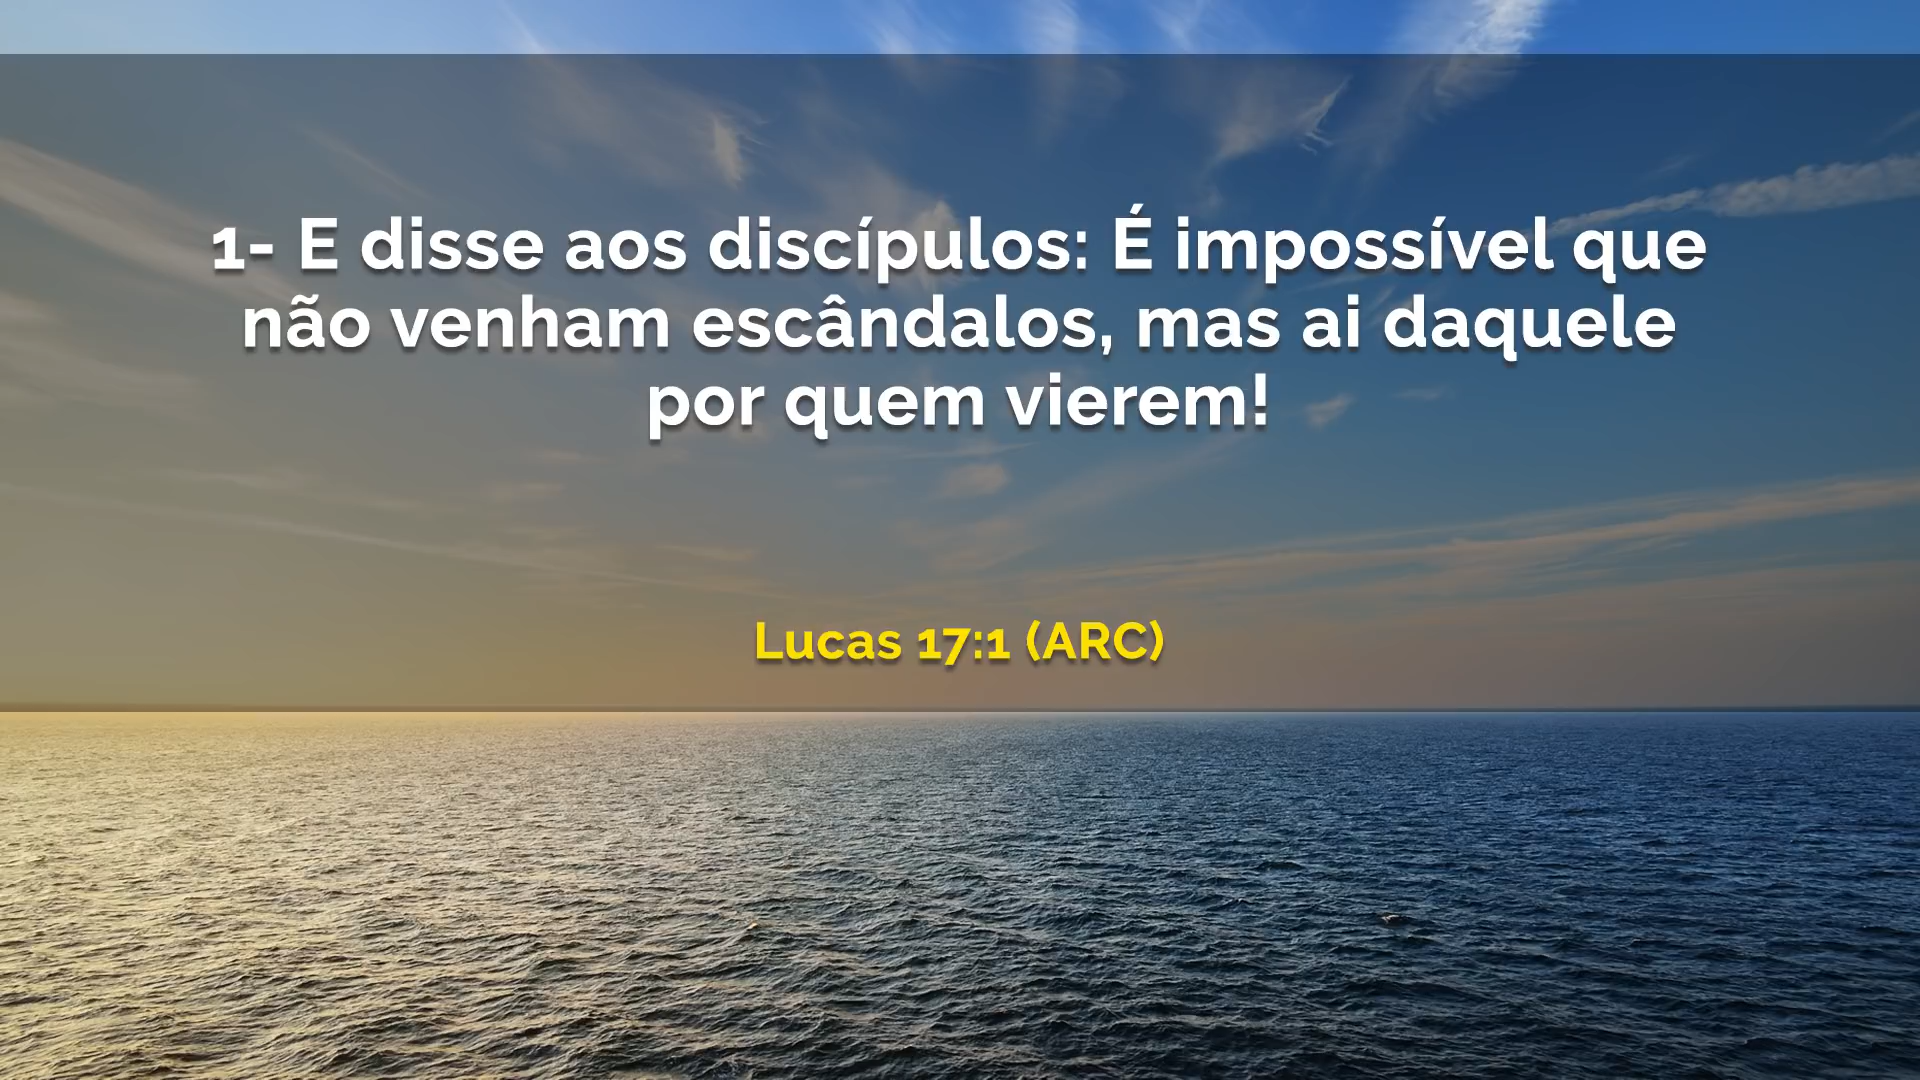 1- E disse aos discípulos: É impossível que
não venham escândalos, mas ai daquele
por quem vierem!
Lucas 17:1 (ARC)